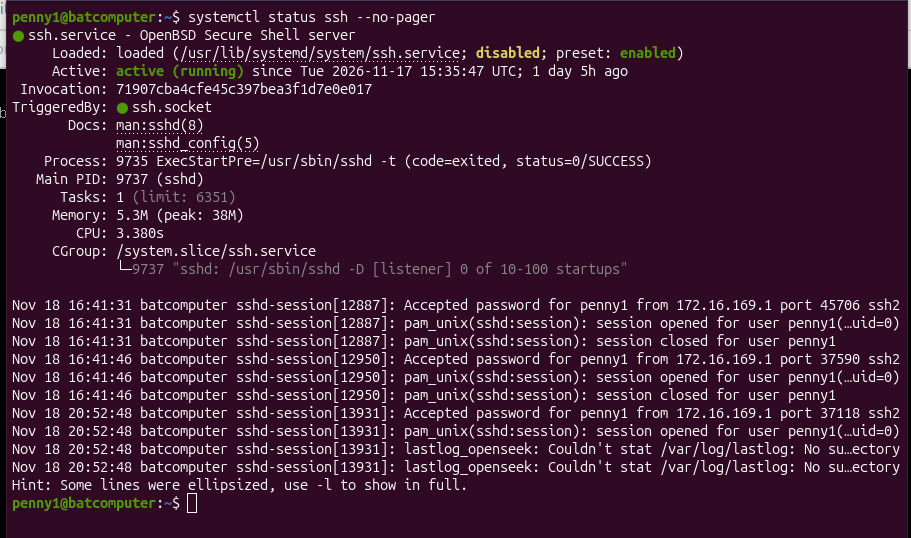 penny1@batcomputer:~$ systemctl status ssh --no-pager
● ssh.service - OpenBSD Secure Shell server
     Loaded: loaded (/usr/lib/systemd/system/ssh.service; disabled; preset: enabled)
     Active: active (running) since Tue 2026-11-17 15:35:47 UTC; 1 day 5h ago
 Invocation: 71907cba4cfe45c397bea3f1d7e0e017
TriggeredBy: ● ssh.socket
       Docs: man:sshd(8)
             man:sshd_config(5)
    Process: 9735 ExecStartPre=/usr/sbin/sshd -t (code=exited, status=0/SUCCESS)
   Main PID: 9737 (sshd)
      Tasks: 1 (limit: 6351)
     Memory: 5.3M (peak: 38M)
        CPU: 3.380s
     CGroup: /system.slice/ssh.service
             └─9737 "sshd: /usr/sbin/sshd -D [listener] 0 of 10-100 startups"

Nov 18 16:41:31 batcomputer sshd-session[12887]: Accepted password for penny1 from 172.16.169.1 port 45706 ssh2
Nov 18 16:41:31 batcomputer sshd-session[12887]: pam_unix(sshd:session): session opened for user penny1(…uid=0)
Nov 18 16:41:31 batcomputer sshd-session[12887]: pam_unix(sshd:session): session closed for user penny1
Nov 18 16:41:46 batcomputer sshd-session[12950]: Accepted password for penny1 from 172.16.169.1 port 37590 ssh2
Nov 18 16:41:46 batcomputer sshd-session[12950]: pam_unix(sshd:session): session opened for user penny1(…uid=0)
Nov 18 16:41:46 batcomputer sshd-session[12950]: pam_unix(sshd:session): session closed for user penny1
Nov 18 20:52:48 batcomputer sshd-session[13931]: Accepted password for penny1 from 172.16.169.1 port 37118 ssh2
Nov 18 20:52:48 batcomputer sshd-session[13931]: pam_unix(sshd:session): session opened for user penny1(…uid=0)
Nov 18 20:52:48 batcomputer sshd-session[13931]: lastlog_openseek: Couldn't stat /var/log/lastlog: No su…ectory
Nov 18 20:52:48 batcomputer sshd-session[13931]: lastlog_openseek: Couldn't stat /var/log/lastlog: No su…ectory
Hint: Some lines were ellipsized, use -l to show in full.
penny1@batcomputer:~$